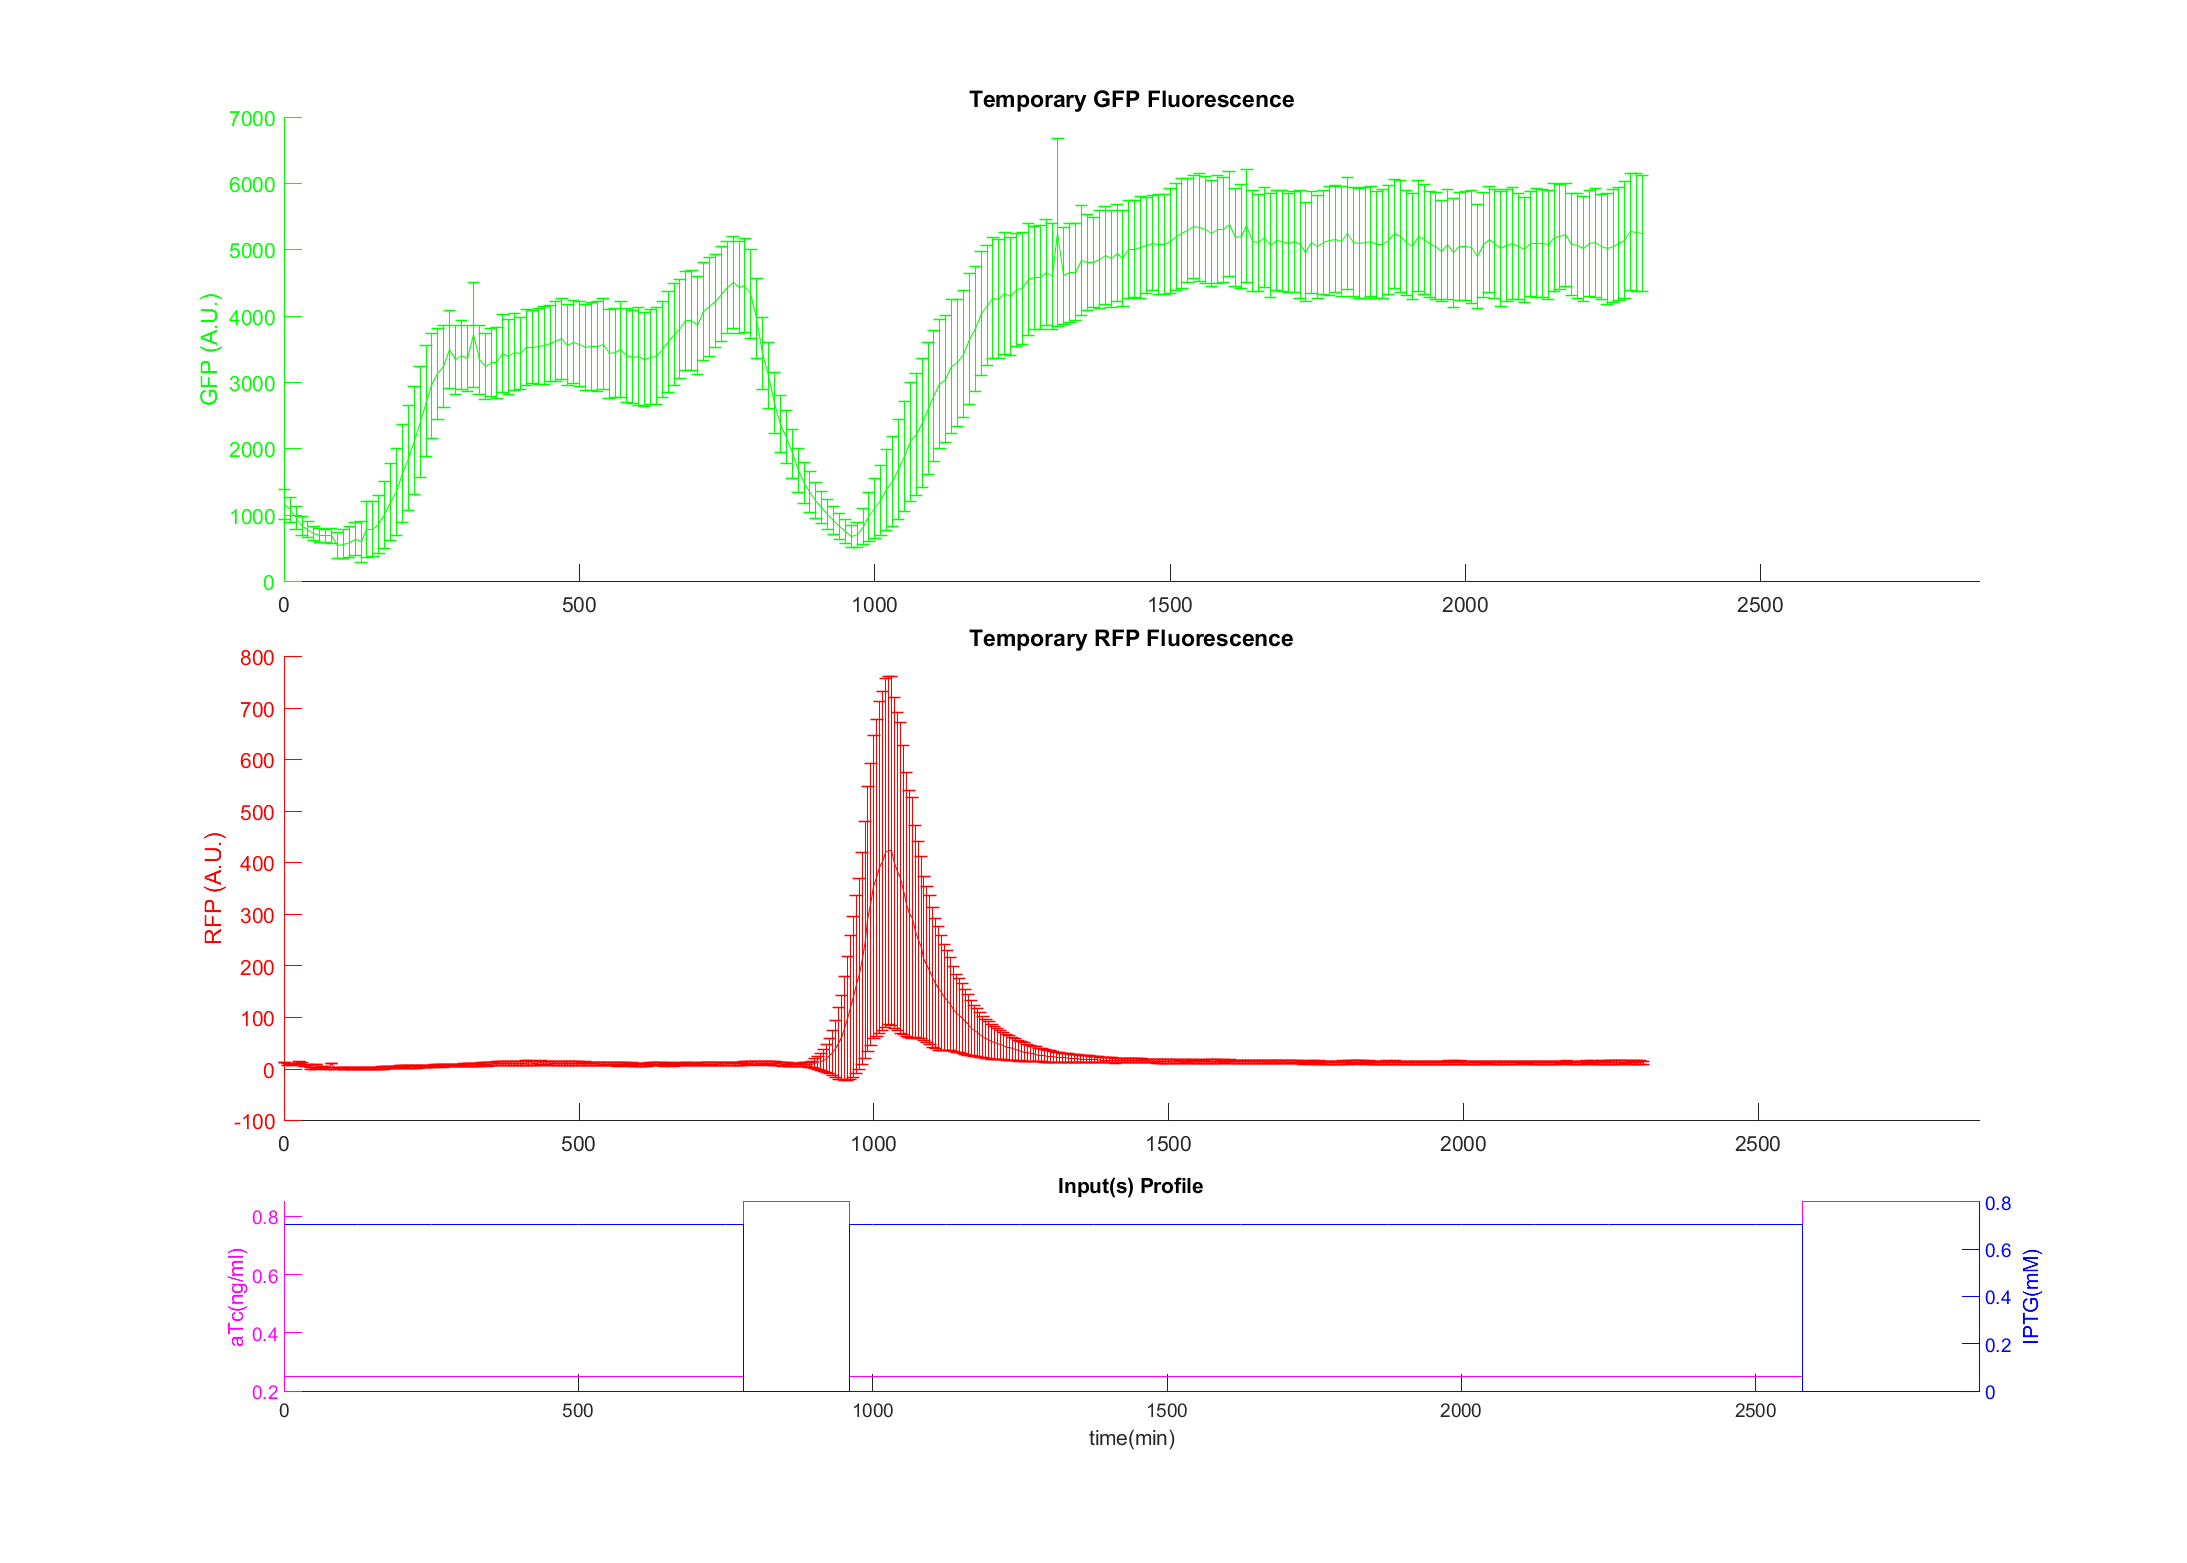 Temporary GFP Fluorescence
7000
6000
5000
4000
3000
2000
1000
0
GFP (A.U.)
0 500 1000 1500 2000 2500
Temporary RFP Fluorescence
800
700
600
500
400
300
200
100
0
-100
RFP (A.U.)
0 500 1000 1500 2000 2500
Input(s) Profile
0.8
0.6
0.4
0.2
aTc(ng/ml)
0.8
0.6
0.4
0.2
0
IPTG(mM)
0 500 1000 1500 2000 2500
time(min)